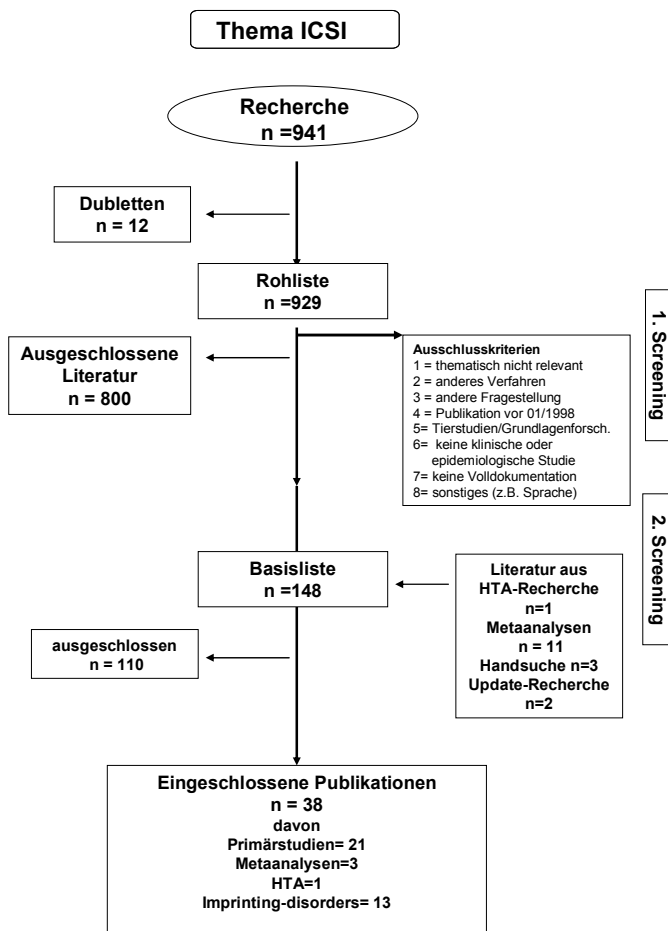 Thema ICSI
Recherche
n =941
Dubletten
n = 12
Rohliste
n =929
Ausgeschlossene
Literatur
n = 800
Ausschlusskriterien
1 = thematisch nicht relevant
2 = anderes Verfahren
3 = andere Fragestellung
4 = Publikation vor 01/1998
5= Tierstudien/Grundlagenforsch.
6= keine klinische oder
epidemiologische Studie
7= keine Volldokumentation
8= sonstiges (z.B. Sprache)
1. Screening
2. Screening
Basisliste
n =148
Literatur aus
HTA-Recherche
n=1
Metaanalysen
n = 11
Handsuche n=3
Update-Recherche
n=2
ausgeschlossen
n = 110
Eingeschlossene Publikationen
n = 38
davon
Primärstudien= 21
Metaanalysen=3
HTA=1
Imprinting-disorders= 13